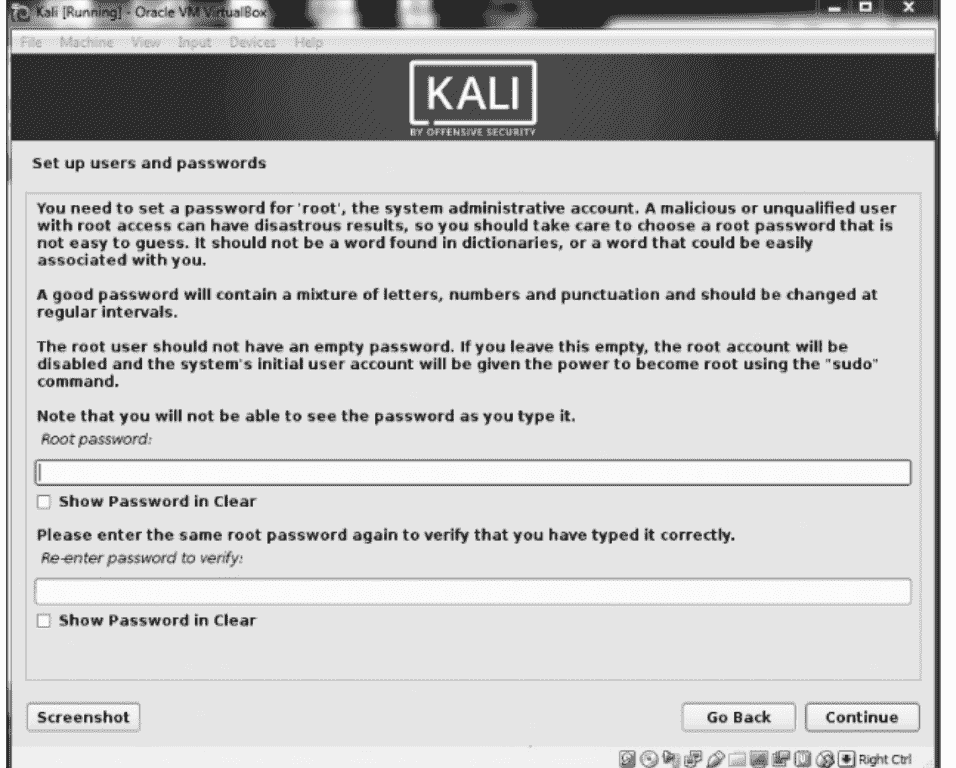 Kali [Running] - Oracle VM VirtualBox
File Machine View Input Devices Help
KALI
BY OFFENSIVE SECURITY
Set up users and passwords
You need to set a password for 'root', the system administrative account. A malicious or unqualified user
with root access can have disastrous results, so you should take care to choose a root password that is
not easy to guess. It should not be a word found in dictionaries, or a word that could be easily
associated with you.
A good password will contain a mixture of letters, numbers and punctuation and should be changed at
regular intervals.
The root user should not have an empty password. If you leave this empty, the root account will be
disabled and the system's initial user account will be given the power to become root using the "sudo"
command.
Note that you will not be able to see the password as you type it.
Root password:
Show Password in Clear
Please enter the same root password again to verify that you have typed it correctly.
Re-enter password to verify:
Show Password in Clear
Screenshot
Go Back
Continue
Right Ctrl